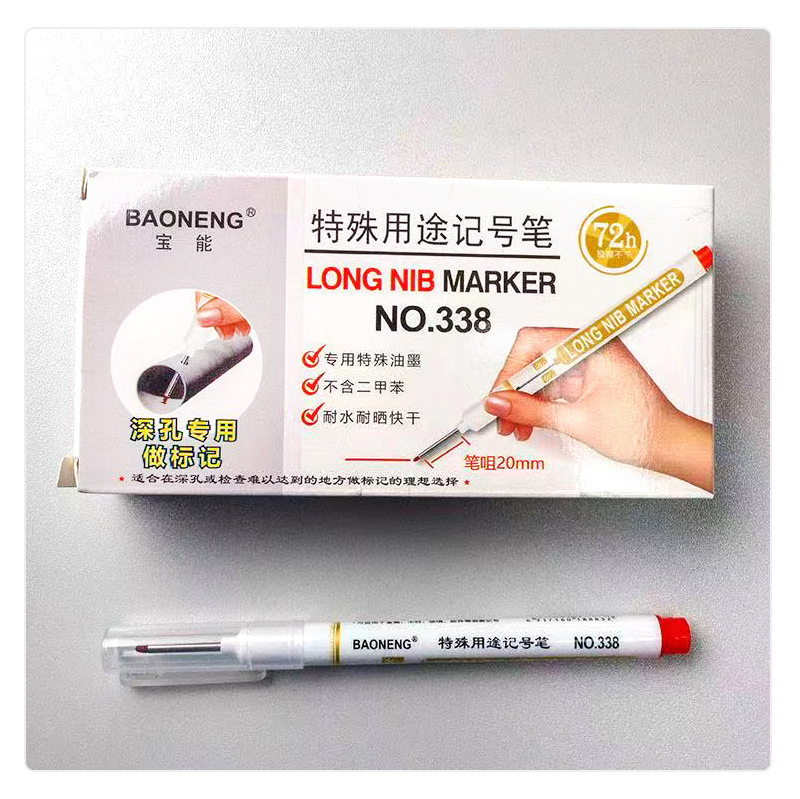 BAONENG®
宝能
特殊用途记号笔
72h
LONG NIB MARKER
NO.338
LONG NIB MARKER
专用特殊油墨
不含二甲苯
耐水耐晒快干
深孔专用
做标记
笔咀20mm
★适合在深孔或检查难以达到的地方做标记的理想选择★
BAONENG® 特殊用途记号笔 NO.338